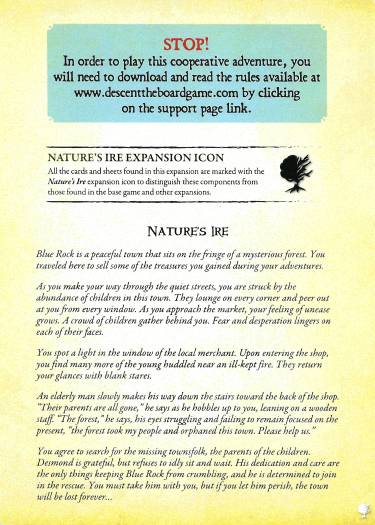 STOP!
In order to play this cooperative adventure, you
will need to download and read the rules available at
www.descenttheboardgame.com by clicking
on the support page link.
NATURE'S IRE EXPANSION ICON
All the cards and sheets found in this expansion are marked with the
Nature's Ire expansion icon to distinguish these components from
those found in the base game and other expansions.
NATURE'S IRE
Blue Rock is a peaceful town that sits on the fringe of a mysterious forest. You
traveled here to sell some of the treasures you gained during your adventures.
As you make your way through the quiet streets, you are struck by the
abundance of children in this town. They lounge on every corner and peer out
at you from every window. As you approach the market, your feeling of unease
grows. A crowd of children gather behind you. Fear and desperation lingers on
each of their faces.
You spot a light in the window of the local merchant. Upon entering the shop,
you find many more of the young huddled near an ill-kept fire. They return
your glances with blank stares.
An elderly man slowly makes his way down the stairs toward the back of the shop.
"Their parents are all gone," he says as he hobbles up to you, leaning on a wooden
staff. "The forest," he says, his eyes struggling and failing to remain focused on the
present, "the forest took my people and orphaned this town. Please help us."
You agree to search for the missing townsfolk, the parents of the children.
Desmond is grateful, but refuses to idly sit and wait. His dedication and care are
the only things keeping Blue Rock from crumbling, and he is determined to join
in the rescue. You must take him with you, but if you let him perish, the town
will be lost forever...